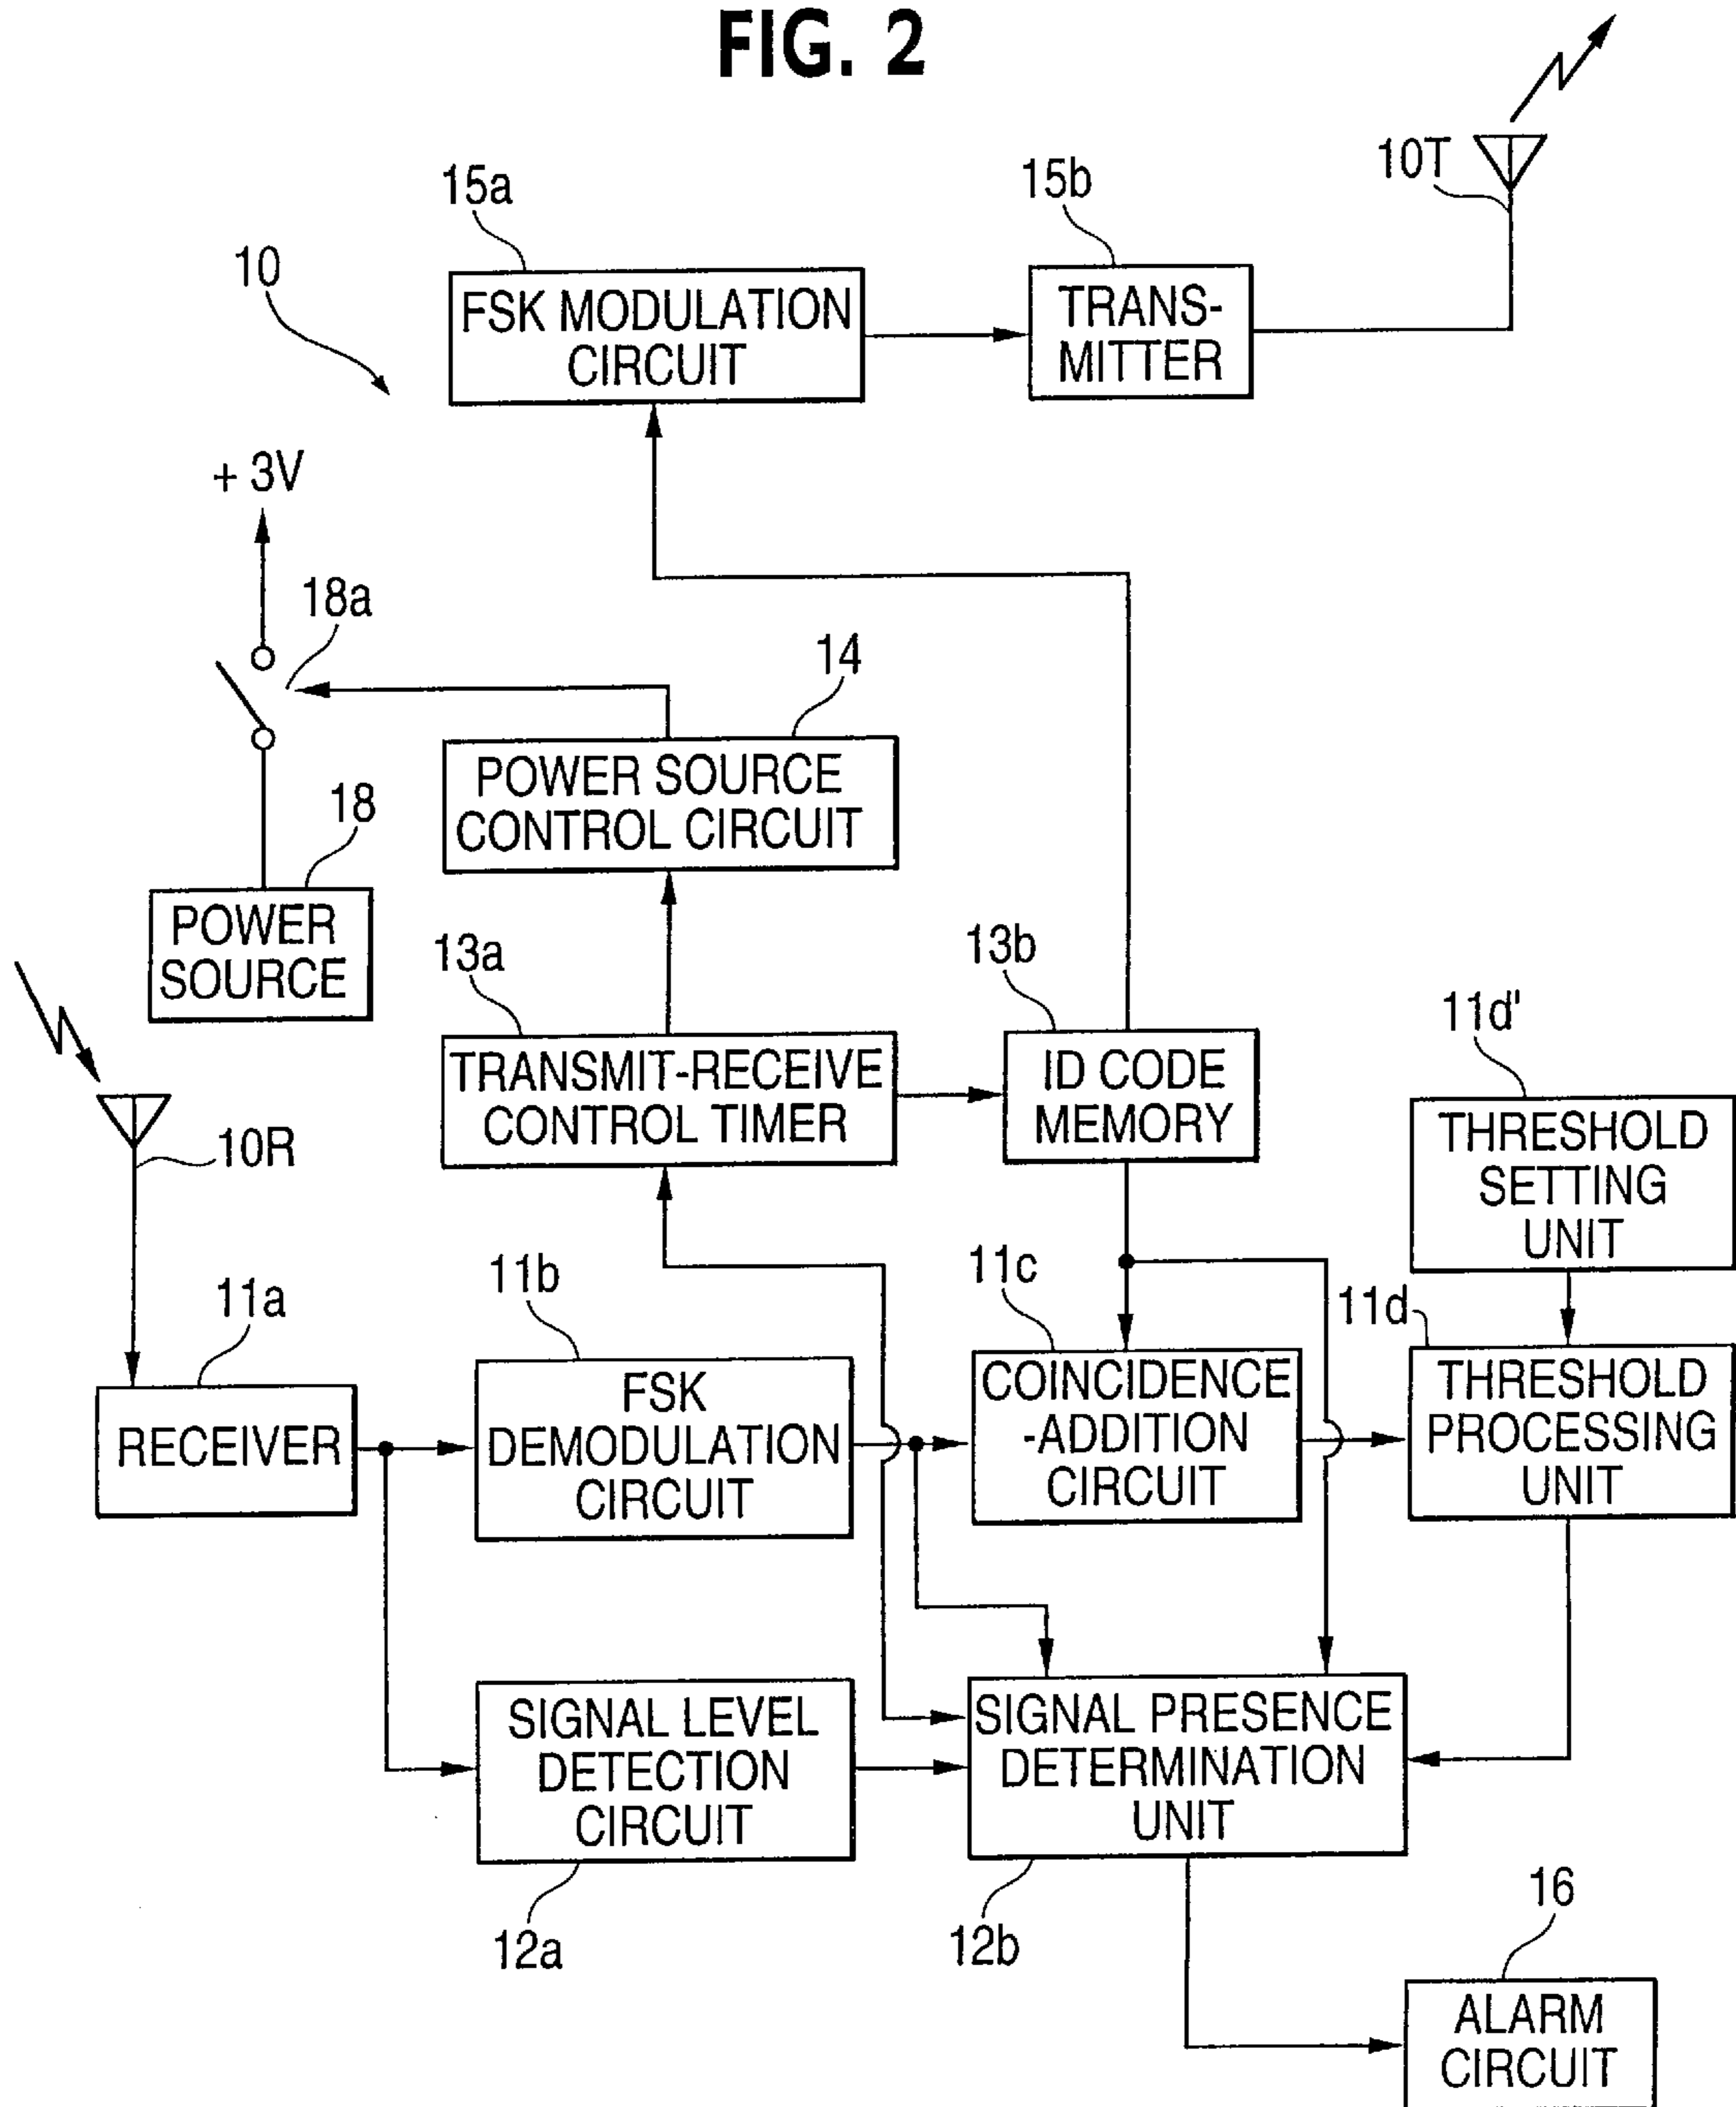 FIG. 2
10T
15a
15b
10
FSK MODULATION
CIRCUIT
TRANS-
MITTER
+ 3V
18a
14
POWER SOURCE
CONTROL CIRCUIT
18
POWER
SOURCE
13a
13b
11d'
TRANSMIT-RECEIVE
CONTROL TIMER
ID CODE
MEMORY
THRESHOLD
SETTING
UNIT
10R
11a
11b
11c
11d
RECEIVER
FSK
DEMODULATION
CIRCUIT
COINCIDENCE
-ADDITION
CIRCUIT
THRESHOLD
PROCESSING
UNIT
SIGNAL LEVEL
DETECTION
CIRCUIT
SIGNAL PRESENCE
DETERMINATION
UNIT
12a
12b
16
ALARM
CIRCUIT